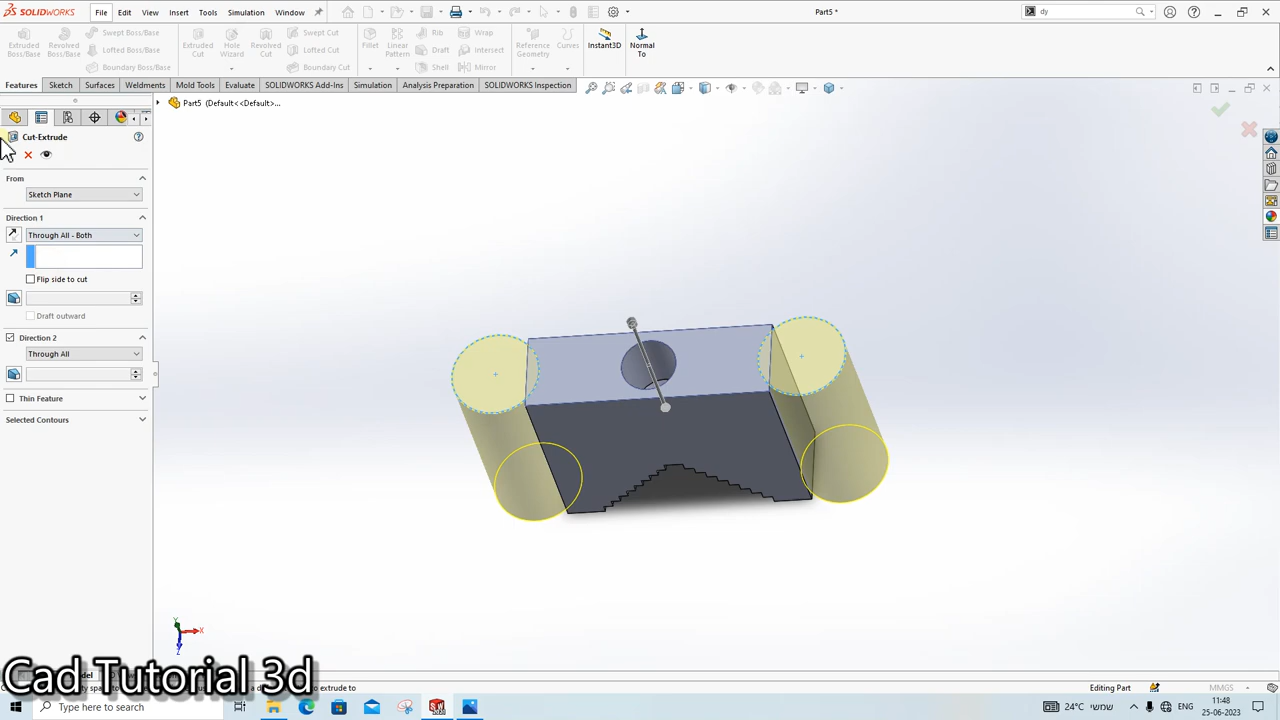 SOLIDWORKS File Edit View Insert Tools Simulation Window Part5 * dy
Extruded Boss/Base Revolved Boss/Base Swept Boss/Base Lofted Boss/Base Boundary Boss/Base Extruded Cut Hole Wizard Revolved Cut Swept Cut Lofted Cut Boundary Cut Fillet Linear Pattern Rib Draft Shell Wrap Intersect Mirror Reference Geometry Curves Instant3D Normal To
Features Sketch Surfaces Weldments Mold Tools Evaluate SOLIDWORKS Add-Ins Simulation Analysis Preparation SOLIDWORKS Inspection
Part5 (Default<<Default>...
Cut-Extrude
From
Sketch Plane
Direction 1
Through All - Both
Flip side to cut
Draft outward
Direction 2
Through All
Thin Feature
Selected Contours
Y
X
Z
Cad Tutorial 3d
extrude to
Editing Part
MMGS
Type here to search
24°C שמשי
ENG
11:48
25-06-2023